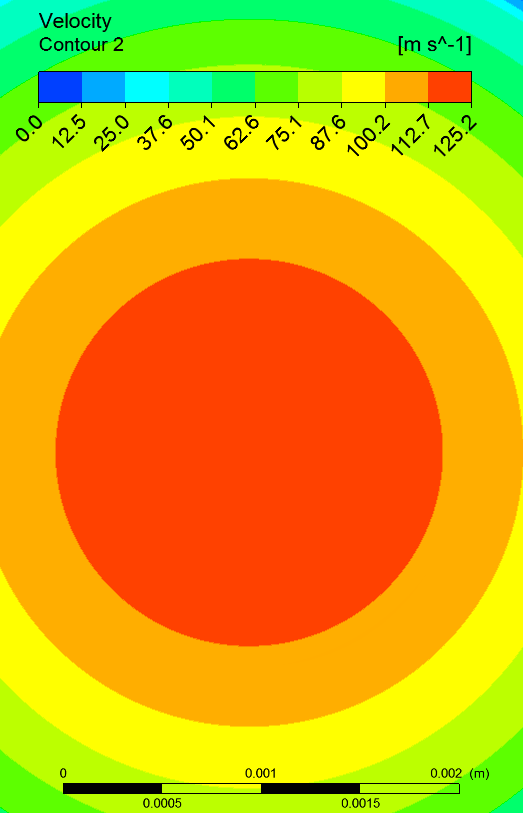 Velocity
Contour 2 [m s^-1]
0.0 12.5 25.0 37.6 50.1 62.6 75.1 87.6 100.2 112.7 125.2
0 0.001 0.002 (m)
0.0005 0.0015